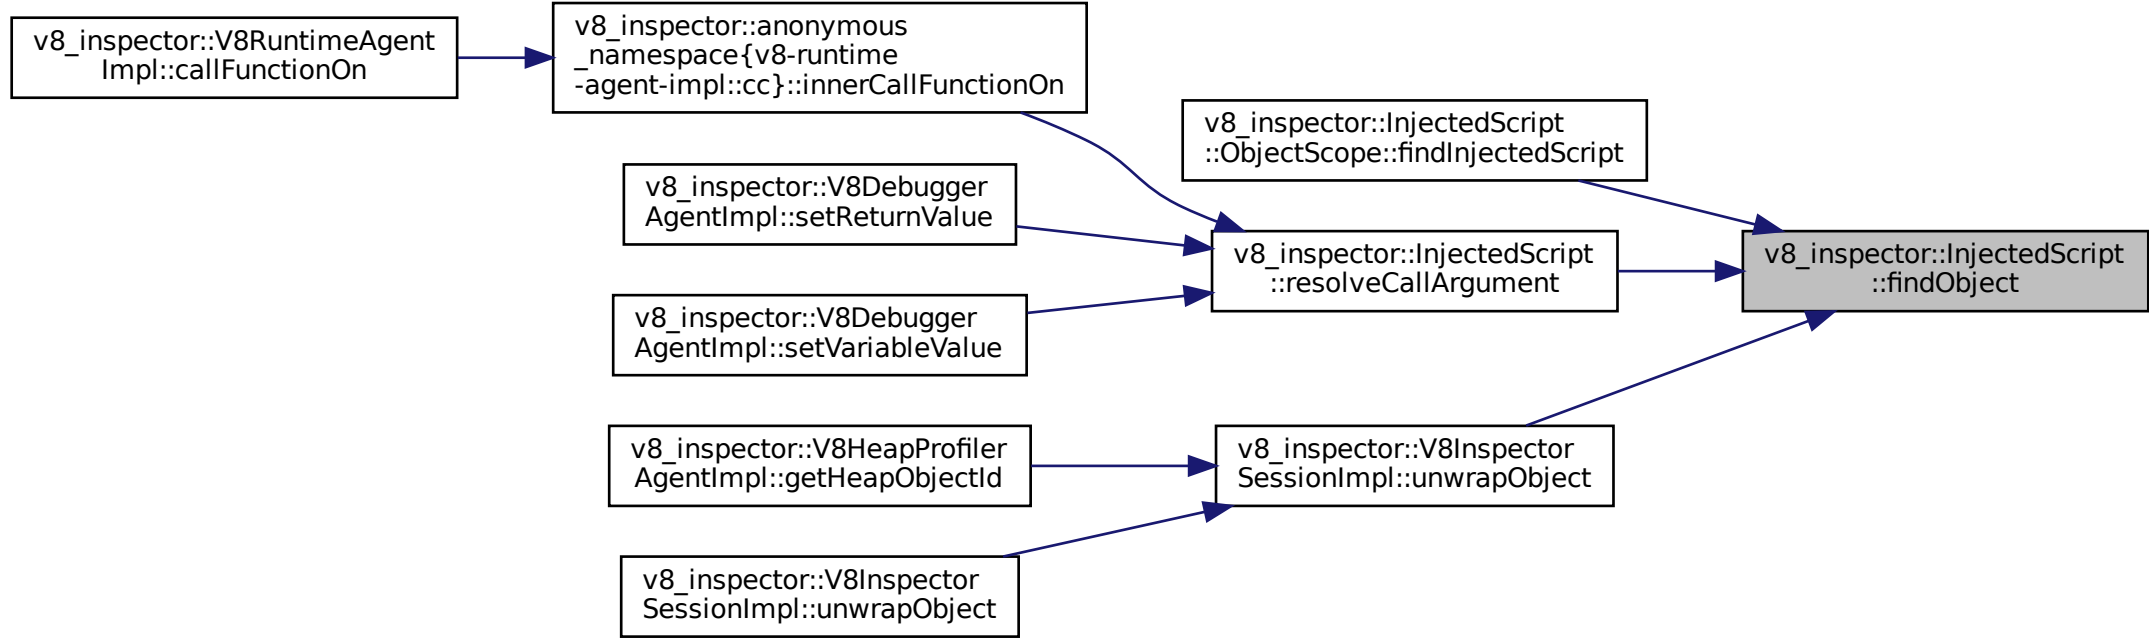 v8_inspector::V8RuntimeAgent
Impl::callFunctionOn
v8_inspector::anonymous
_namespace{v8-runtime
-agent-impl::cc}::innerCallFunctionOn
v8_inspector::InjectedScript
::ObjectScope::findInjectedScript
v8_inspector::V8Debugger
AgentImpl::setReturnValue
v8_inspector::InjectedScript
::resolveCallArgument
v8_inspector::InjectedScript
::findObject
v8_inspector::V8Debugger
AgentImpl::setVariableValue
v8_inspector::V8HeapProfiler
AgentImpl::getHeapObjectId
v8_inspector::V8Inspector
SessionImpl::unwrapObject
v8_inspector::V8Inspector
SessionImpl::unwrapObject